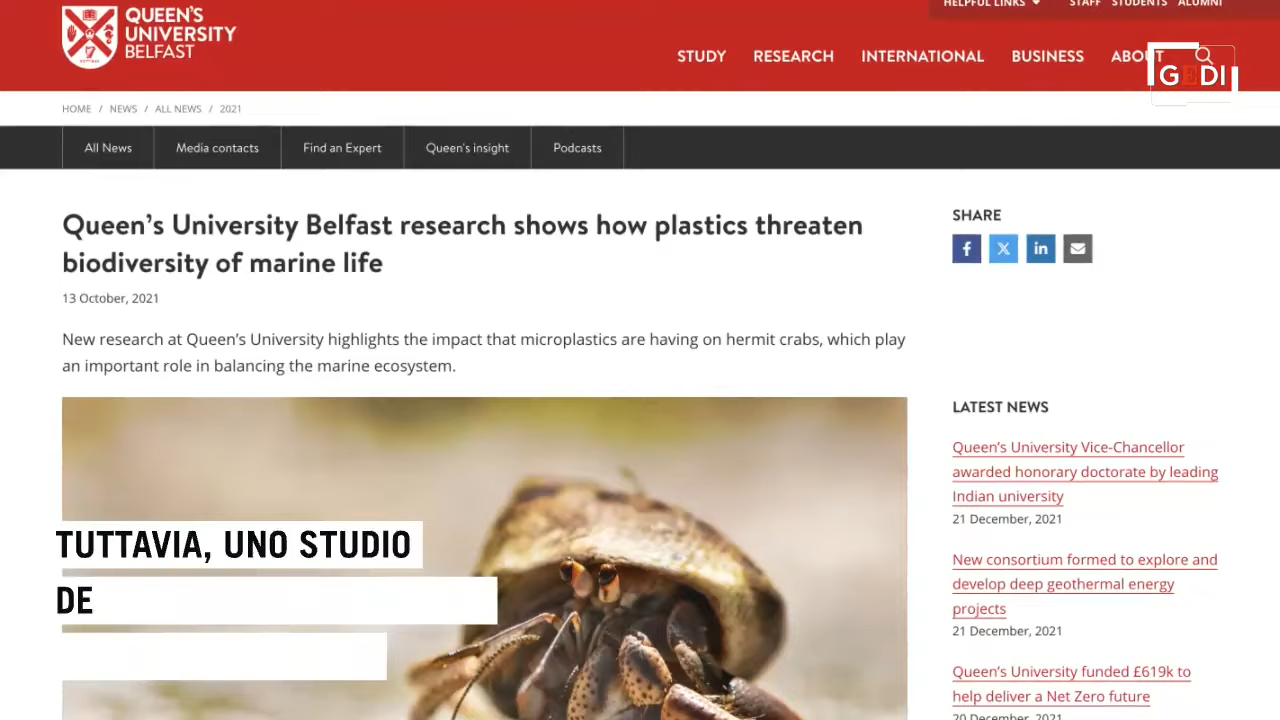 QUEEN'S
UNIVERSITY
BELFAST
HELPFUL LINKS STAFF STUDENTS ALUMNI
STUDY RESEARCH INTERNATIONAL BUSINESS ABOUT
GEDI
HOME / NEWS / ALL NEWS / 2021
All News Media contacts Find an Expert Queen's insight Podcasts
Queen's University Belfast research shows how plastics threaten
biodiversity of marine life
13 October, 2021
New research at Queen's University highlights the impact that microplastics are having on hermit crabs, which play
an important role in balancing the marine ecosystem.
TUTTAVIA, UNO STUDIO
DE
SHARE
LATEST NEWS
Queen's University Vice-Chancellor
awarded honorary doctorate by leading
Indian university
21 December, 2021
New consortium formed to explore and
develop deep geothermal energy
projects
21 December, 2021
Queen's University funded £619k to
help deliver a Net Zero future
20 December, 2021